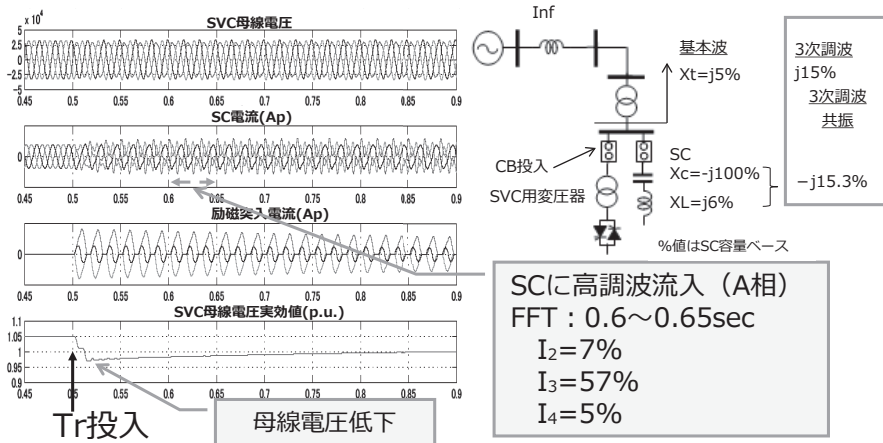 SVC母線電圧
5 x 10⁴
2.5
0
−2.5
−5
0.45 0.5 0.55 0.6 0.65 0.7 0.75 0.8 0.85 0.9
SC電流(Ap)
0
0.45 0.5 0.55 0.6 0.65 0.7 0.75 0.8 0.85 0.9
励磁突入電流(Ap)
0
0.45 0.5 0.55 0.6 0.65 0.7 0.75 0.8 0.85 0.9
SVC母線電圧実効値(p.u.)
1.1
1.05
1
0.95
0.9
0.45 0.5 0.55 0.6 0.65 0.7 0.75 0.8 0.85 0.9
Tr投入
母線電圧低下
Inf
基本波
Xt=j5%
CB投入
SVC用変圧器
SC
Xc=-j100%
XL=j6%
%値はSC容量ベース
3次調波
j15%
3次調波
共振
−j15.3%
SCに高調波流入（A相）
FFT：0.6～0.65sec
I₂=7%
I₃=57%
I₄=5%